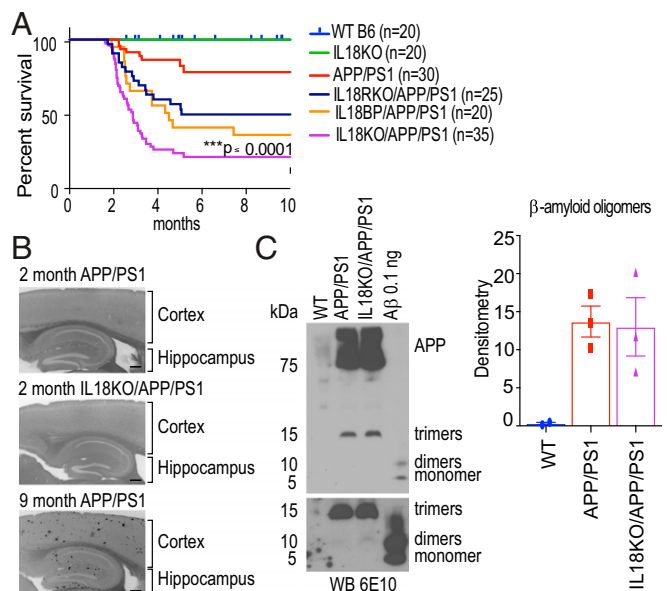 A
Percent survival
100
50
0
0 2 4 6 8 10
months
***p≤ 0.0001
WT B6 (n=20)
IL18KO (n=20)
APP/PS1 (n=30)
IL18RKO/APP/PS1 (n=25)
IL18BP/APP/PS1 (n=20)
IL18KO/APP/PS1 (n=35)
B
2 month APP/PS1
Cortex
Hippocampus
2 month IL18KO/APP/PS1
Cortex
Hippocampus
9 month APP/PS1
Cortex
Hippocampus
C
WT
APP/PS1
IL18KO/APP/PS1
Aβ 0.1 ng
kDa
75
15
10
5
APP
trimers
dimers
monomer
15
10
5
trimers
dimers
monomer
WB 6E10
β-amyloid oligomers
Densitometry
25
20
15
10
5
0
WT
APP/PS1
IL18KO/APP/PS1